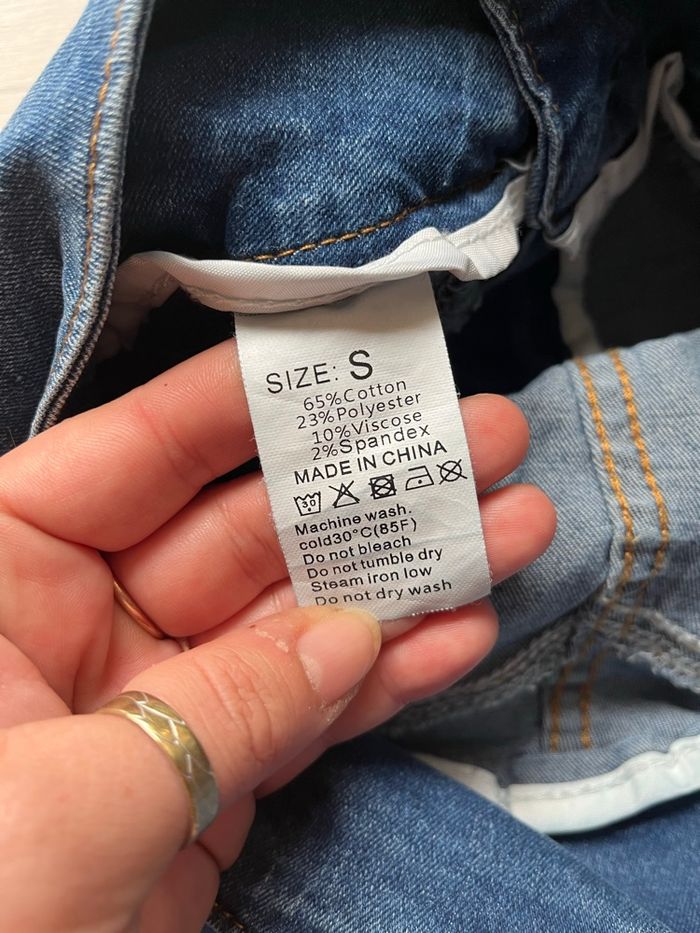 SIZE: S
65%Cotton
23%Polyester
10%Viscose
2%Spandex
MADE IN CHINA
30
Machine wash.
cold30°C(85F)
Do not bleach
Do not tumble dry
Steam iron low
Do not dry wash